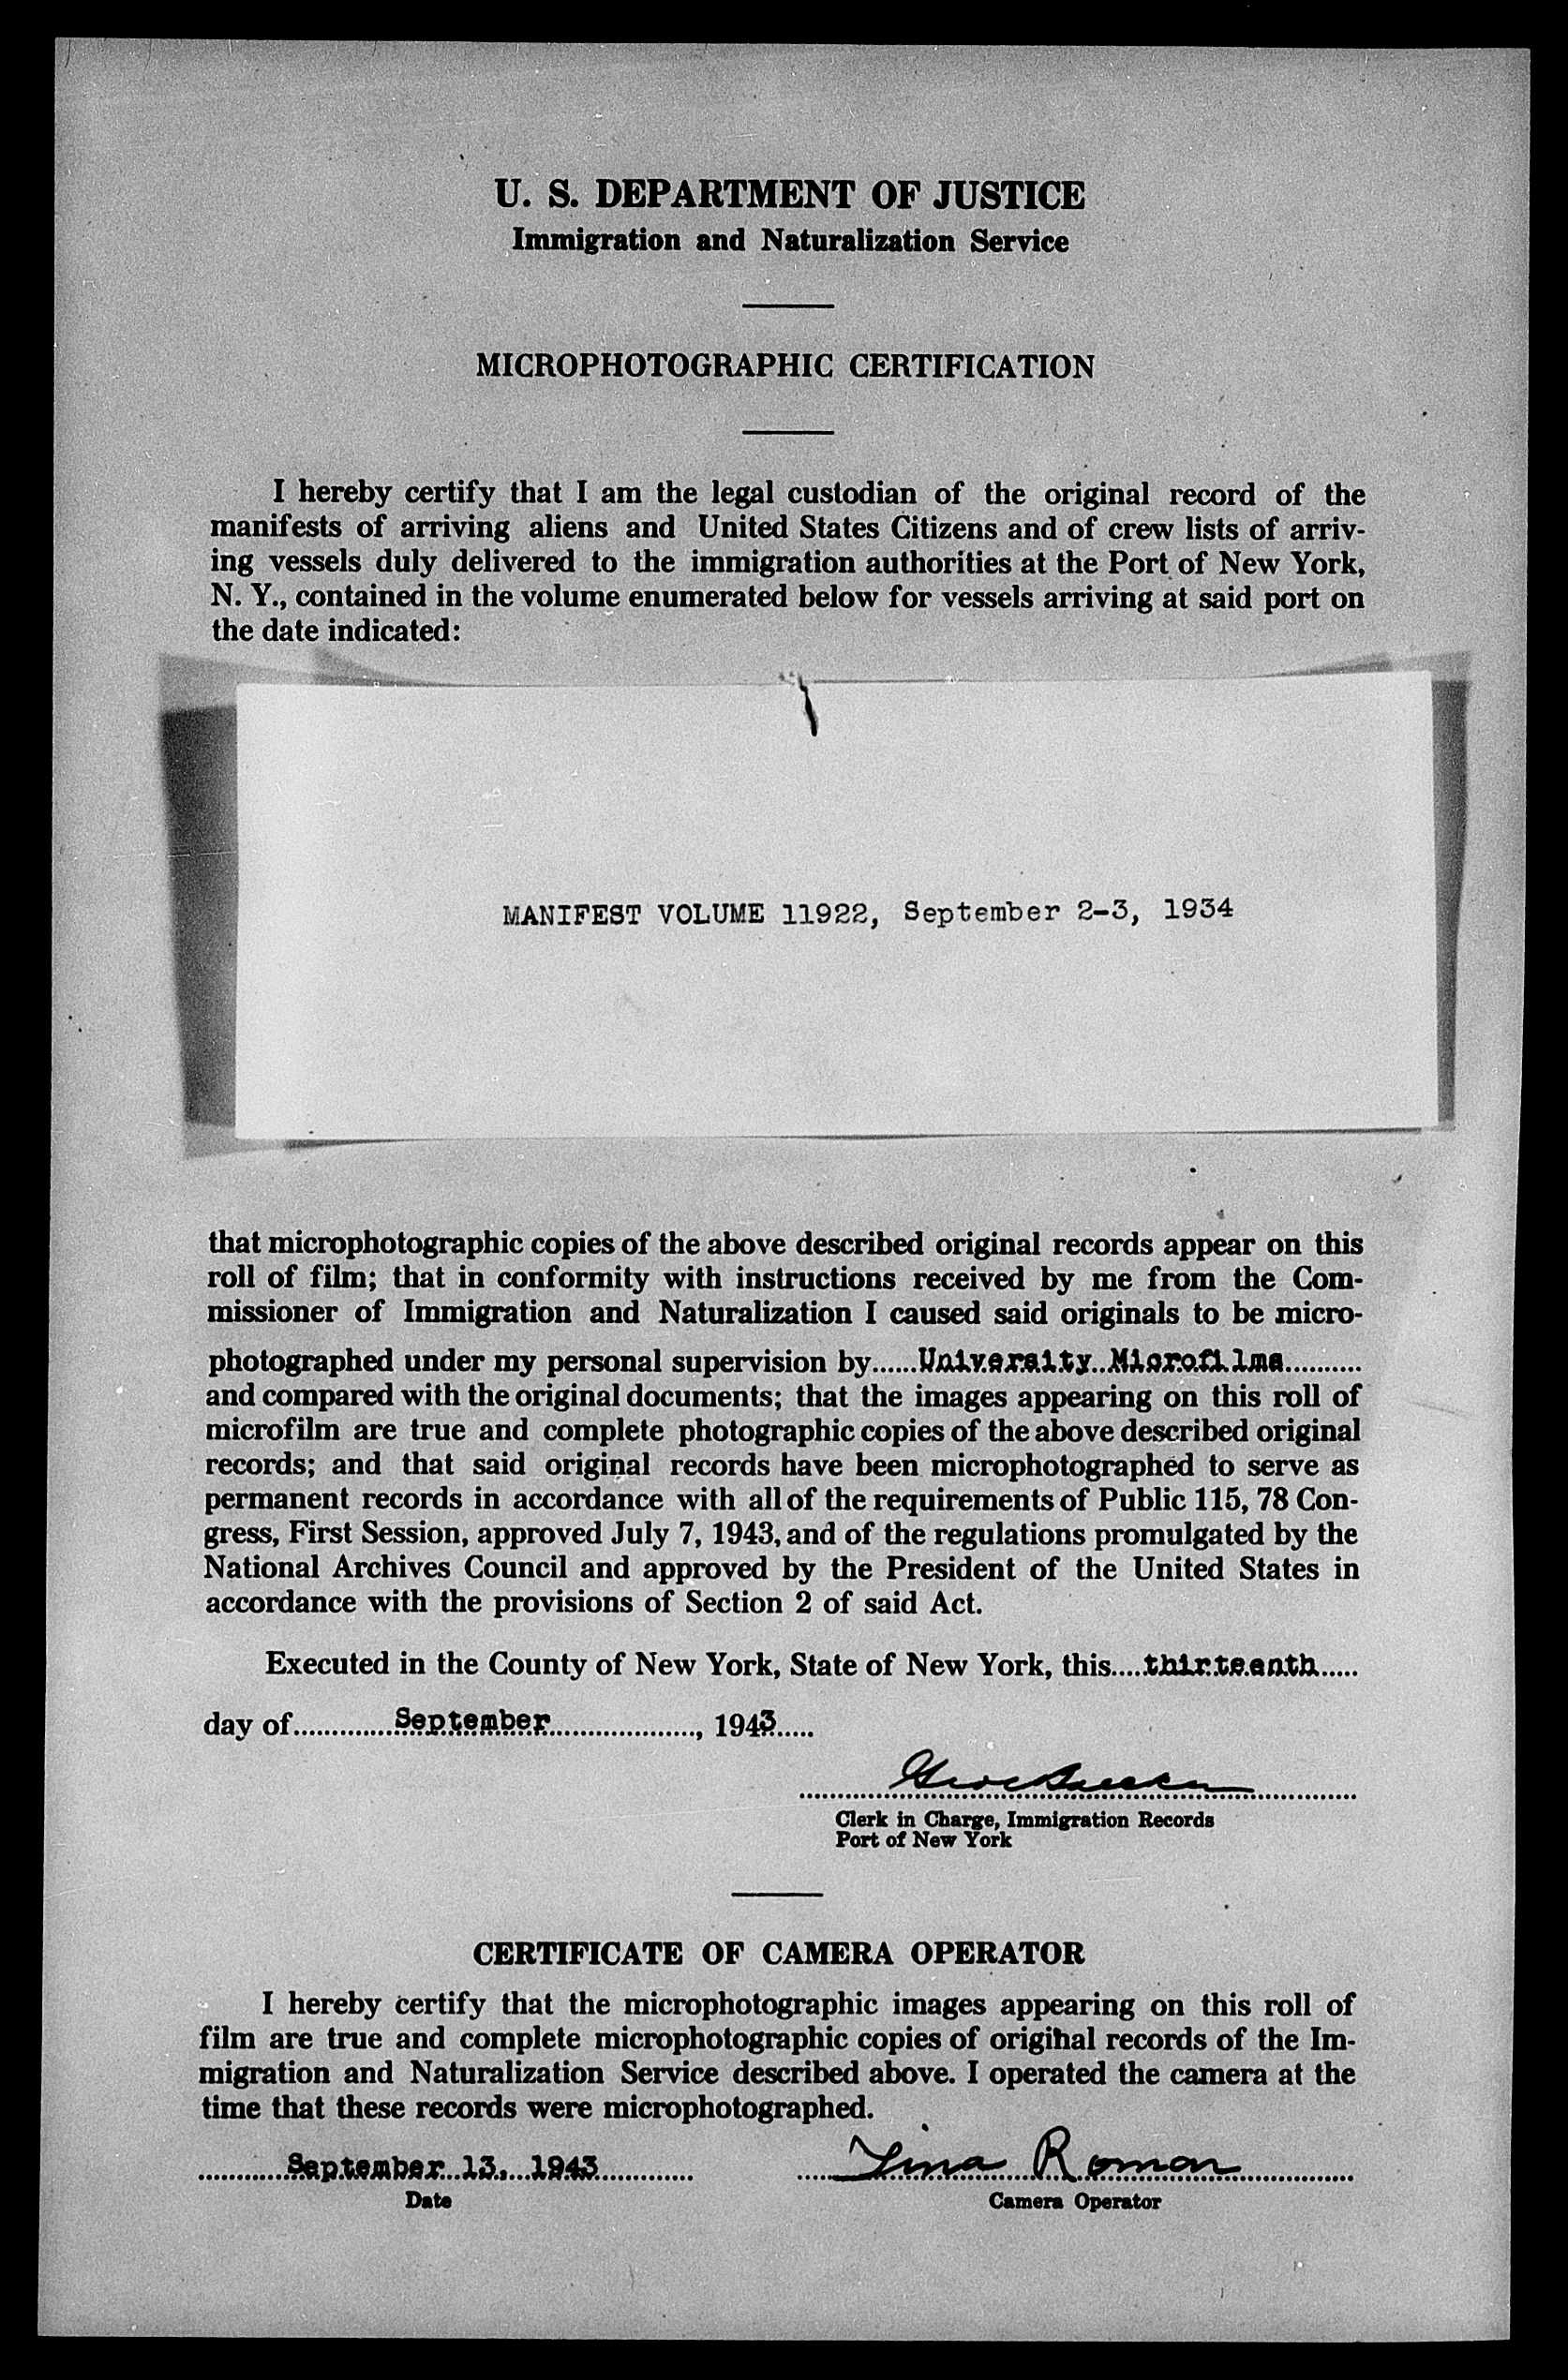 U. S. DEPARTMENT OF JUSTICE
Immigration and Naturalization Service
MICROPHOTOGRAPHIC CERTIFICATION
I hereby certify that I am the legal custodian of the original record of the
manifests of arriving aliens and United States Citizens and of crew lists of arriv-
ing vessels duly delivered to the immigration authorities at the Port of New York,
N. Y., contained in the volume enumerated below for vessels arriving at said port on
the date indicated:
MANIFEST VOLUME 11922, September 2-3, 1934
that microphotographic copies of the above described original records appear on this
roll of film; that in conformity with instructions received by me from the Com-
missioner of Immigration and Naturalization I caused said originals to be micro-
photographed under my personal supervision by......University Microfilms..........
and compared with the original documents; that the images appearing on this roll of
microfilm are true and complete photographic copies of the above described original
records; and that said original records have been microphotographed to serve as
permanent records in accordance with all of the requirements of Public 115, 78 Con-
gress, First Session, approved July 7, 1943, and of the regulations promulgated by the
National Archives Council and approved by the President of the United States in
accordance with the provisions of Section 2 of said Act.
Executed in the County of New York, State of New York, this....thirteenth.....
day of.............September...................., 1943.....
Clerk in Charge, Immigration Records
Port of New York
CERTIFICATE OF CAMERA OPERATOR
I hereby certify that the microphotographic images appearing on this roll of
film are true and complete microphotographic copies of original records of the Im-
migration and Naturalization Service described above. I operated the camera at the
time that these records were microphotographed.
September 13, 1943 Tina Roman
Date Camera Operator